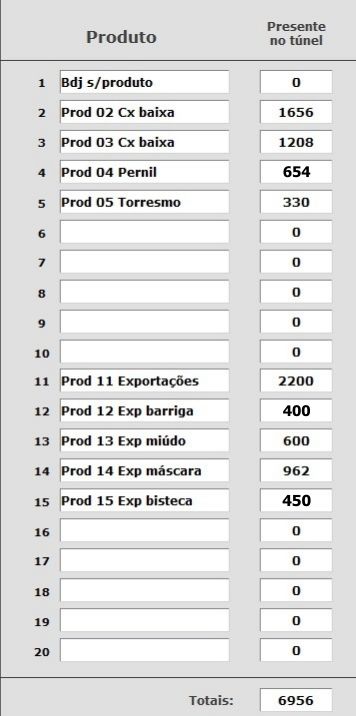 Produto Presente
no túnel
1 Bdj s/produto 0
2 Prod 02 Cx baixa 1656
3 Prod 03 Cx baixa 1208
4 Prod 04 Pernil 654
5 Prod 05 Torresmo 330
6 0
7 0
8 0
9 0
10 0
11 Prod 11 Exportações 2200
12 Prod 12 Exp barriga 400
13 Prod 13 Exp miúdo 600
14 Prod 14 Exp máscara 962
15 Prod 15 Exp bisteca 450
16 0
17 0
18 0
19 0
20 0
Totais: 6956